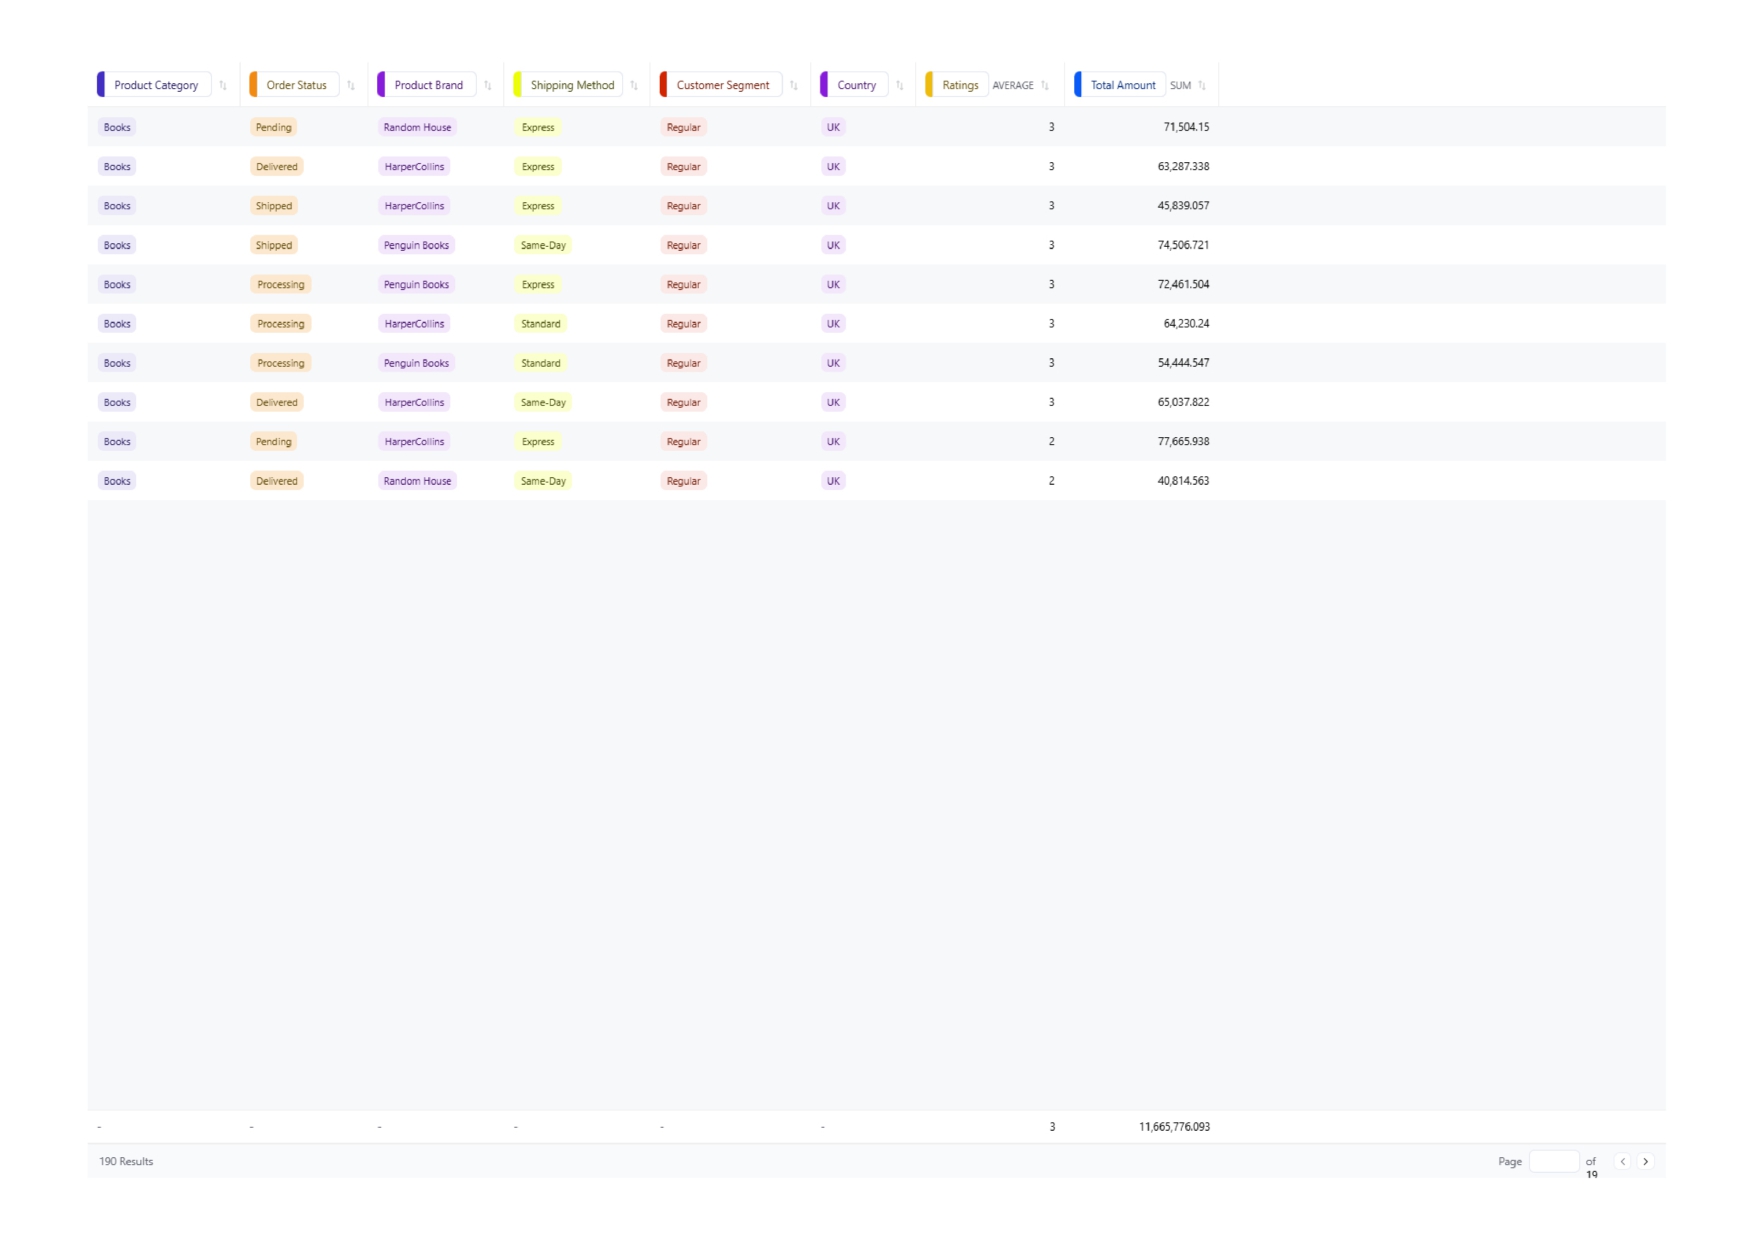 Product Category Order Status Product Brand Shipping Method Customer Segment Country Ratings AVERAGE Total Amount SUM
Books Pending Random House Express Regular UK 3 71,504.15
Books Delivered HarperCollins Express Regular UK 3 63,287.338
Books Shipped HarperCollins Express Regular UK 3 45,839.057
Books Shipped Penguin Books Same-Day Regular UK 3 74,506.721
Books Processing Penguin Books Express Regular UK 3 72,461.504
Books Processing HarperCollins Standard Regular UK 3 64,230.24
Books Processing Penguin Books Standard Regular UK 3 54,444.547
Books Delivered HarperCollins Same-Day Regular UK 3 65,037.822
Books Pending HarperCollins Express Regular UK 2 77,665.938
Books Delivered Random House Same-Day Regular UK 2 40,814.563
- - - - - - 3 11,665,776.093
190 Results Page of
19